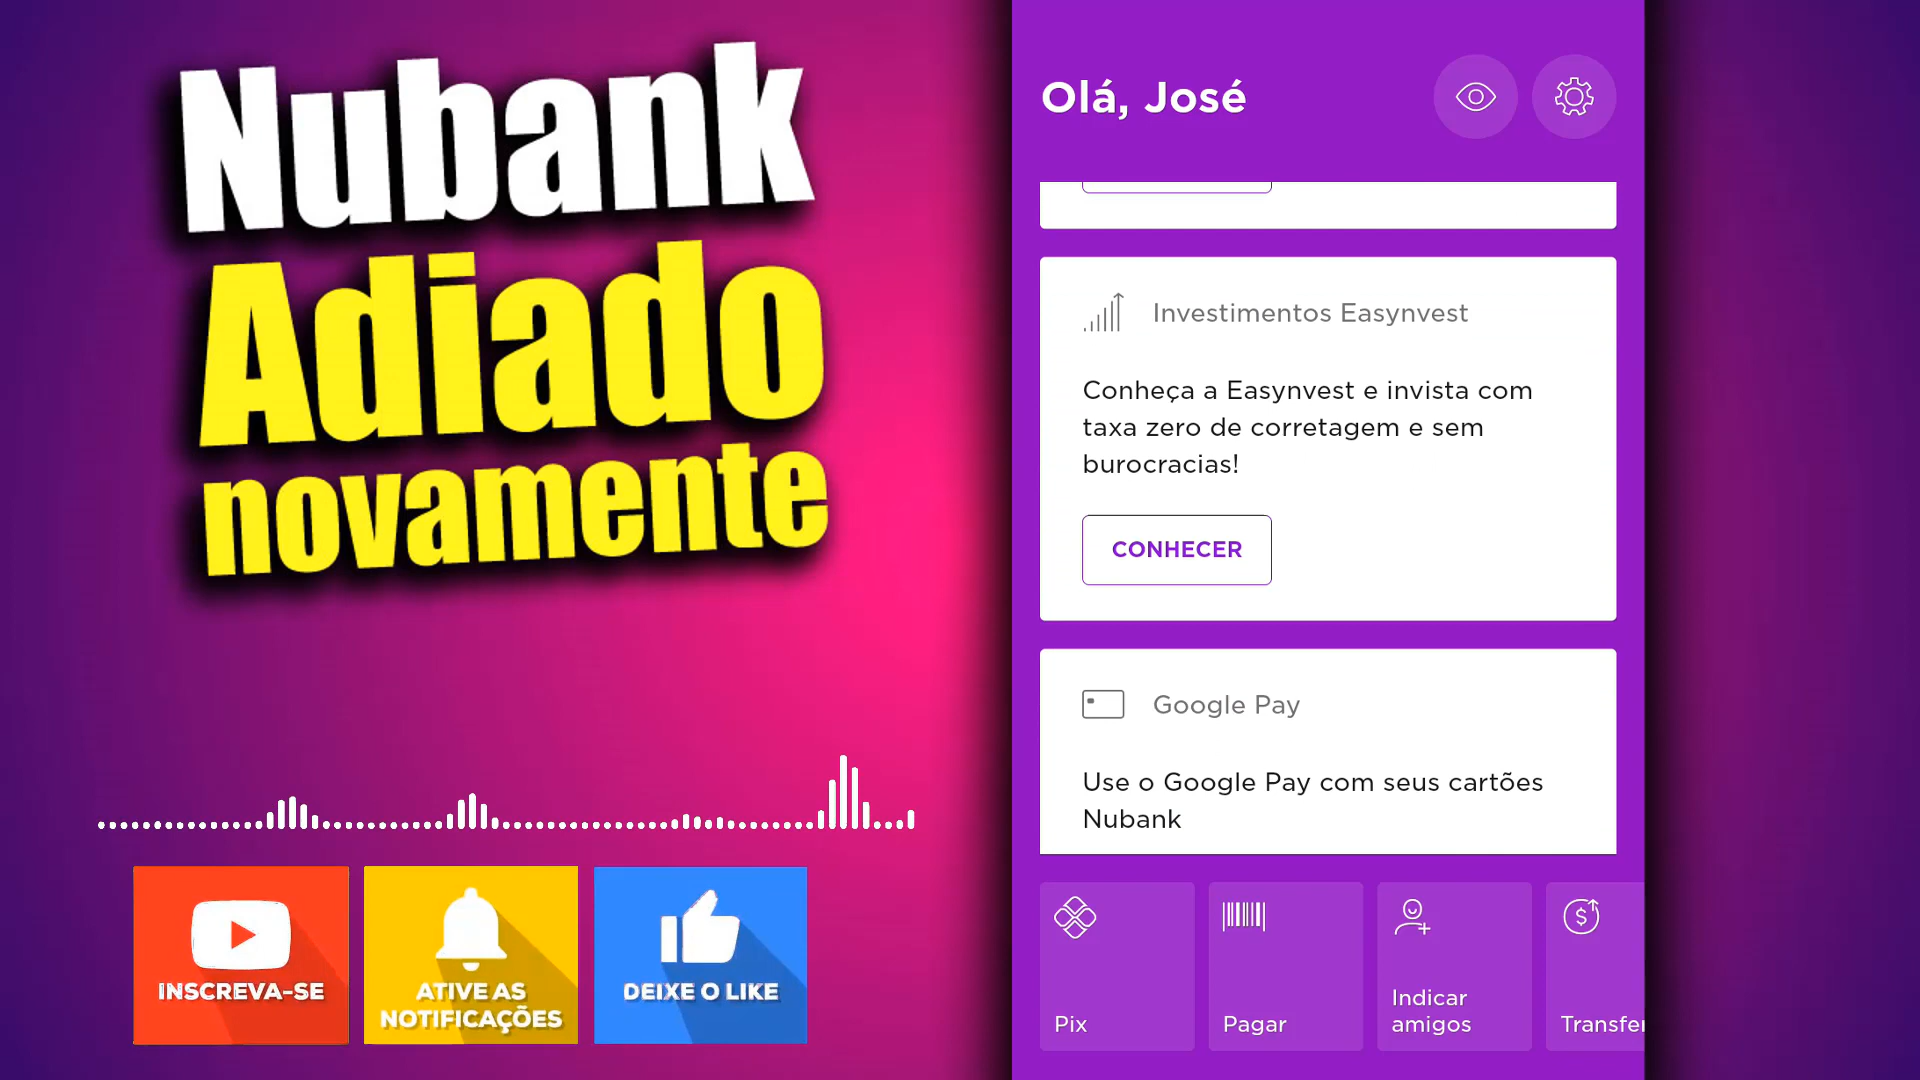 Nubank
Adiado
novamente
INSCREVA-SE
ATIVE AS
NOTIFICAÇÕES
DEIXE O LIKE
Olá, José
Investimentos Easynvest
Conheça a Easynvest e invista com
taxa zero de corretagem e sem
burocracias!
CONHECER
Google Pay
Use o Google Pay com seus cartões
Nubank
Pix
Pagar
Indicar
amigos
Transfer